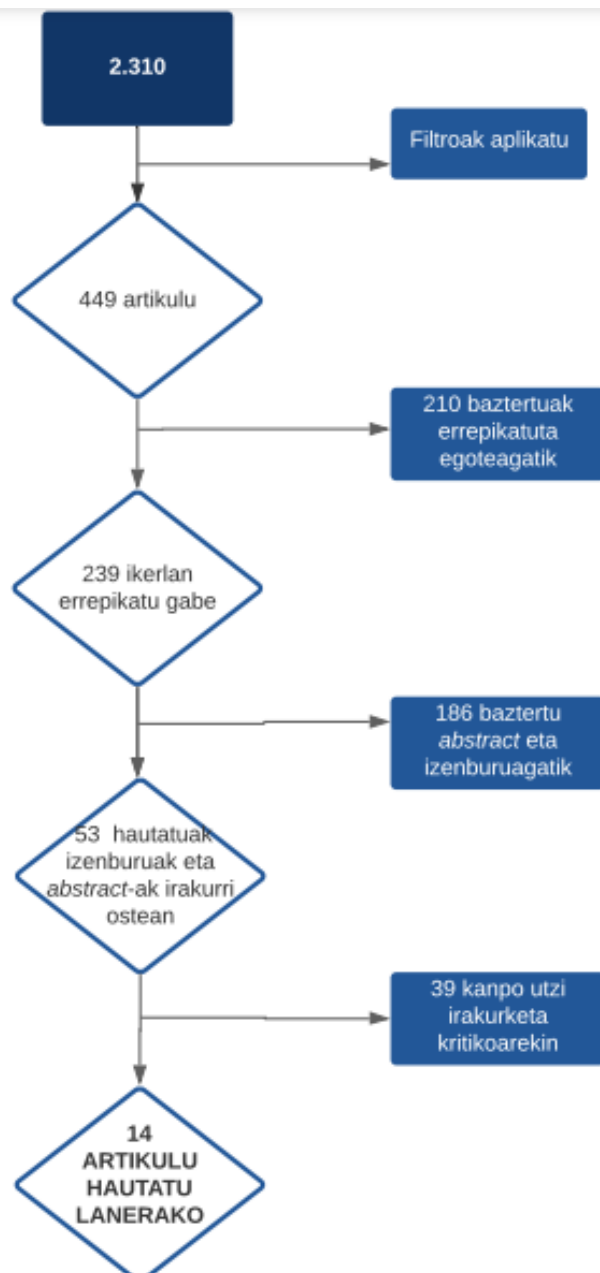 2.310
Filtroak aplikatu
449 artikulu
210 baztertuak
errepikatuta
egoteagatik
239 ikerlan
errepikatu gabe
186 baztertu
abstract eta
izenburuagatik
53 hautatuak
izenburuak eta
abstract-ak irakurri
ostean
39 kanpo utzi
irakurketa
kritikoarekin
14
ARTIKULU
HAUTATU
LANERAKO